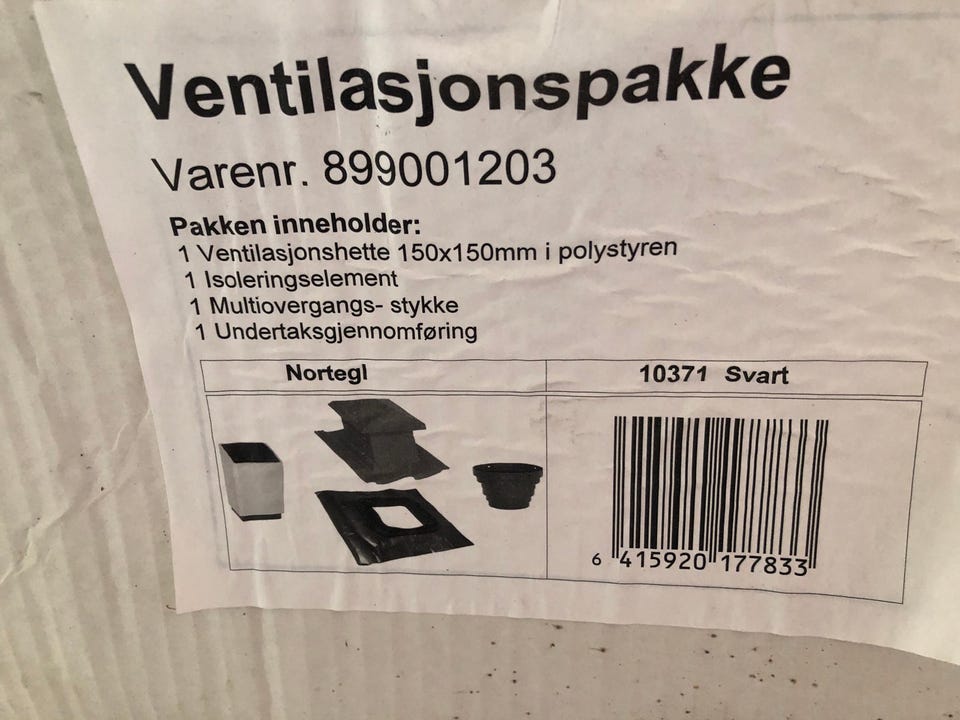 Ventilasjonspakke
Varenr. 899001203
Pakken inneholder:
1 Ventilasjonshette 150x150mm i polystyren
1 Isoleringselement
1 Multiovergangs- stykke
1 Undertaksgjennomføring
Nortegl
10371 Svart
6 415920 177833